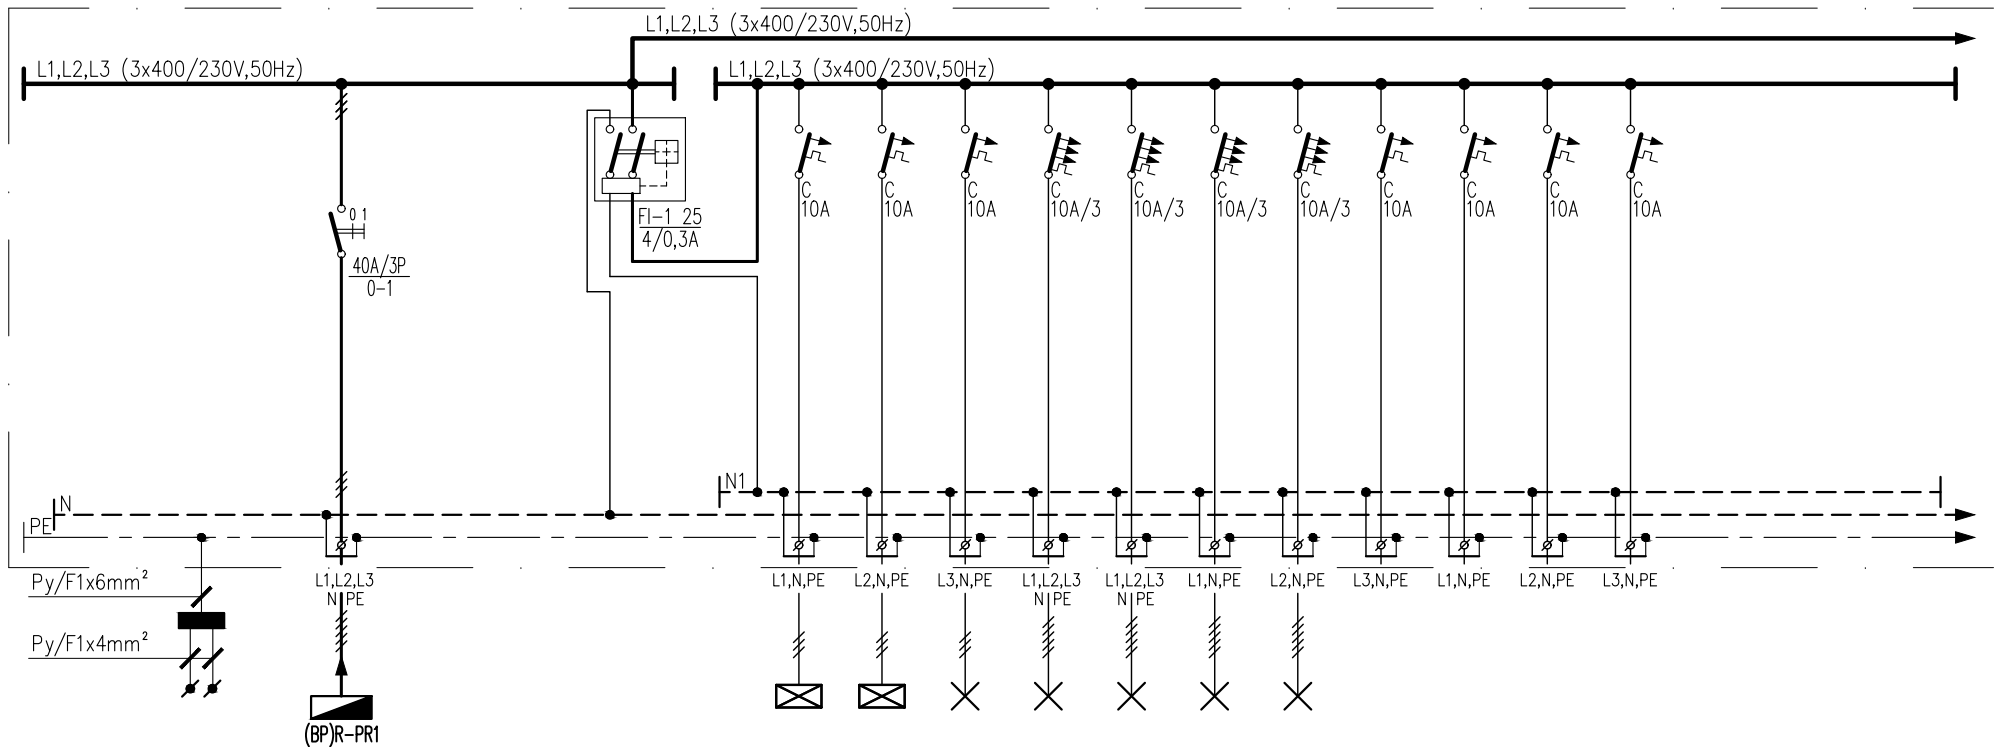 L1,L2,L3 (3x400/230V,50Hz)
L1,L2,L3 (3x400/230V,50Hz)
L1,L2,L3 (3x400/230V,50Hz)
C
10A
C
10A
C
10A
C
10A/3
C
10A/3
C
10A/3
C
10A/3
C
10A
C
10A
C
10A
C
10A
0 1
FI-1 25
4/0,3A
40A/3P
0-1
N1
N
PE
Py/F1x6mm²
L1,L2,L3
N PE
L1,N,PE
L2,N,PE
L3,N,PE
L1,L2,L3
N PE
L1,L2,L3
N PE
L1,N,PE
L2,N,PE
L3,N,PE
L1,N,PE
L2,N,PE
L3,N,PE
Py/F1x4mm²
(BP)R-PR1